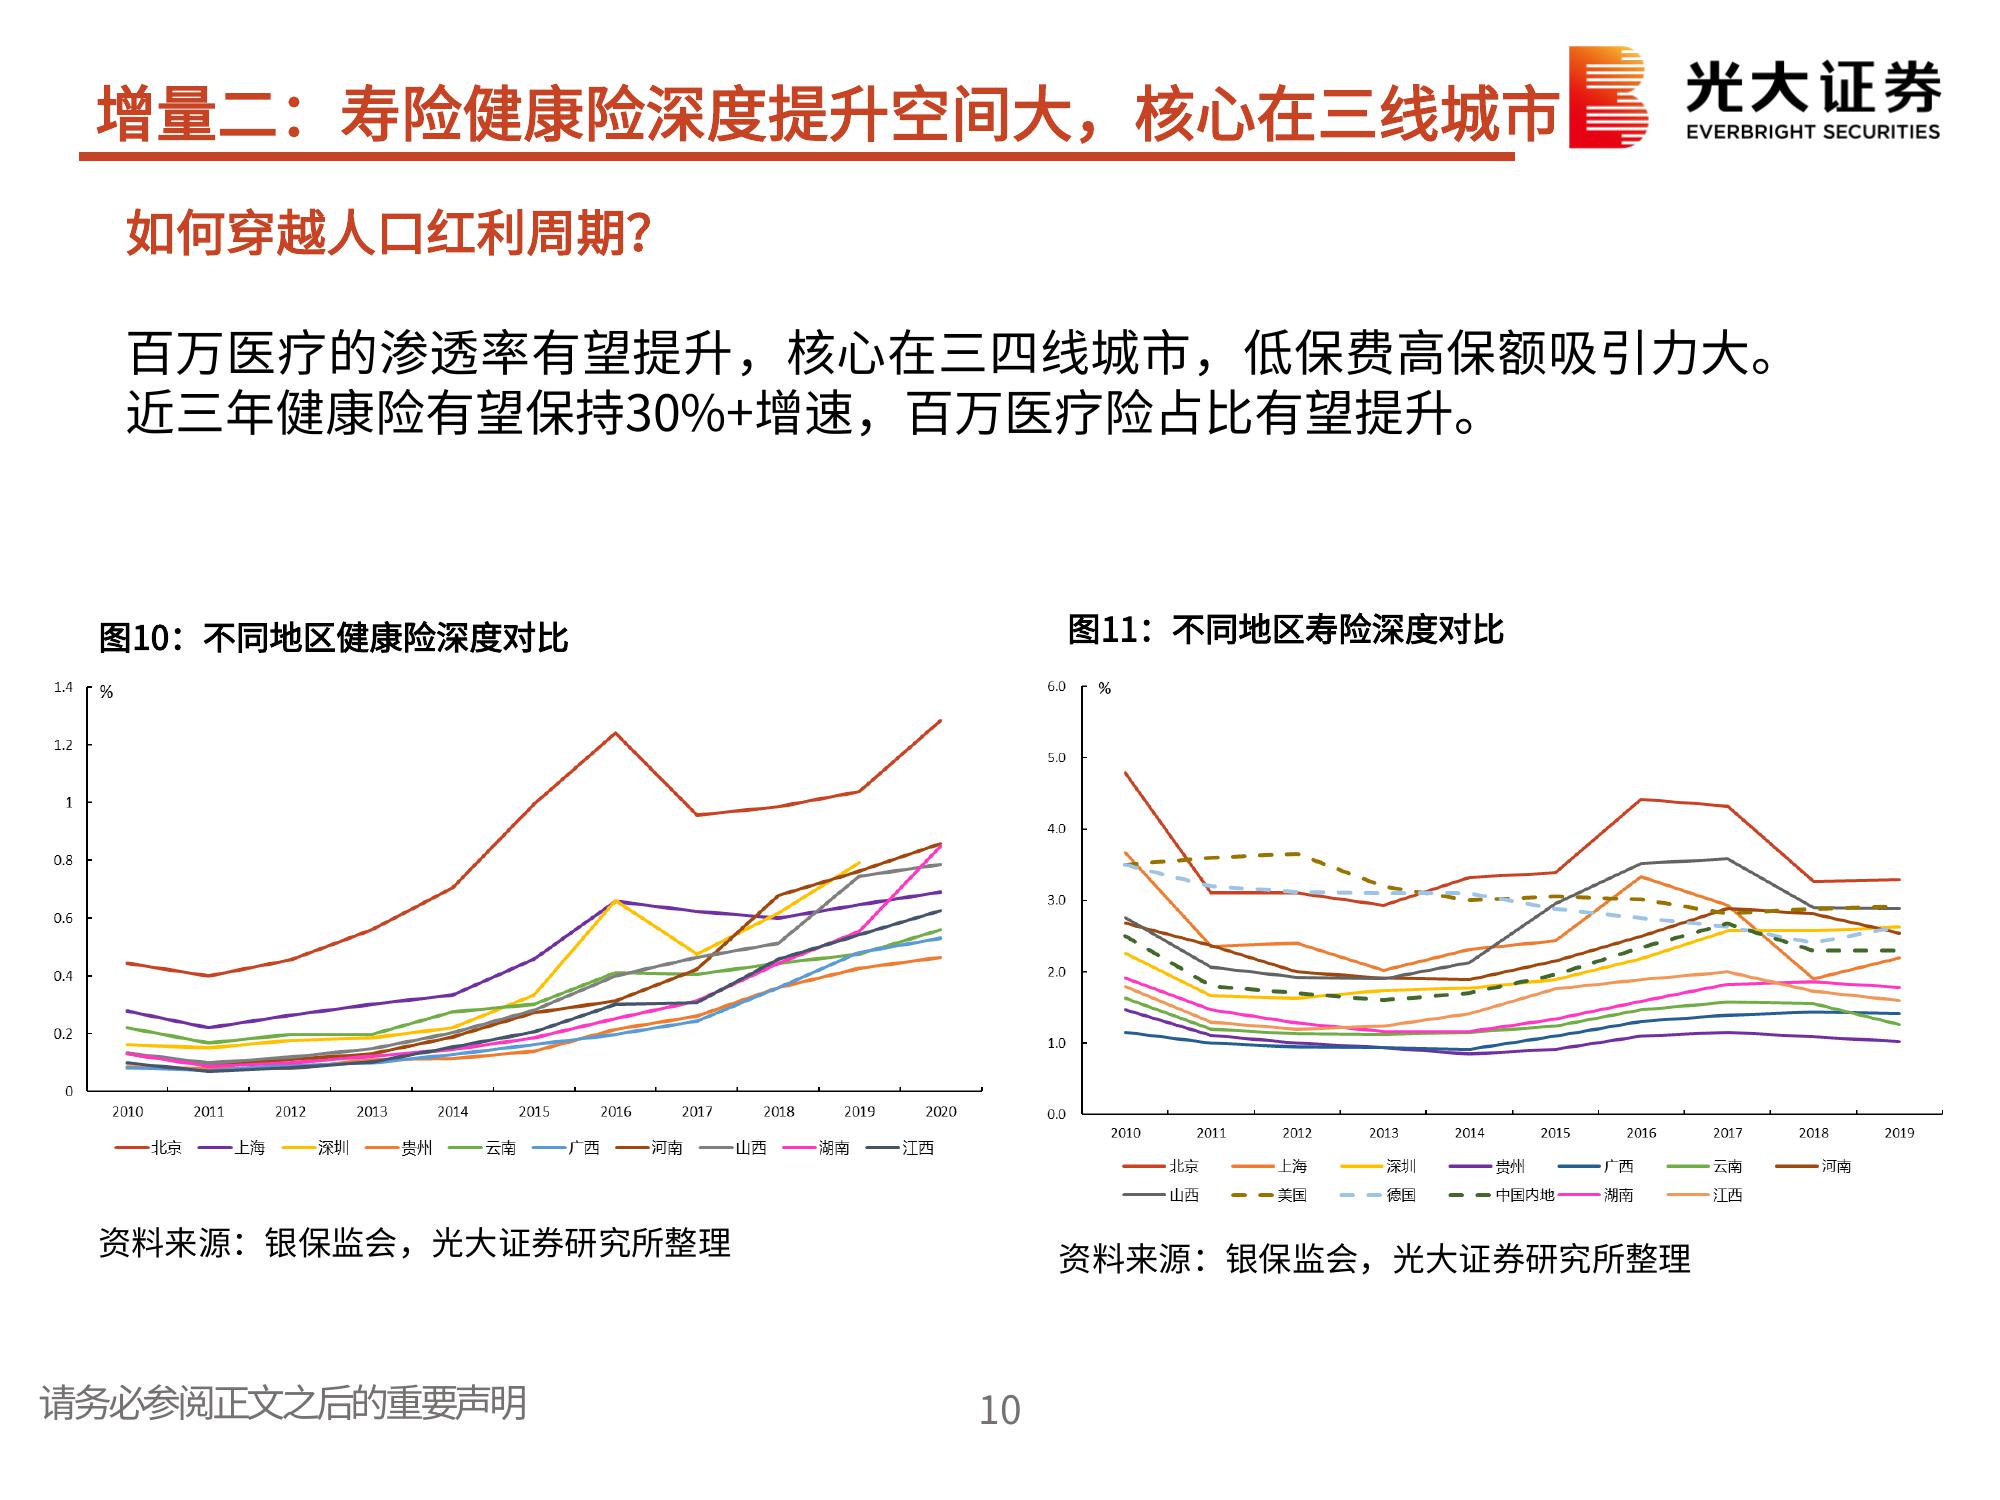 增量二：寿险健康险深度提升空间大，核心在三线城市
光大证券
EVERBRIGHT SECURITIES
如何穿越人口红利周期？
百万医疗的渗透率有望提升，核心在三四线城市，低保费高保额吸引力大。
近三年健康险有望保持30%+增速，百万医疗险占比有望提升。
图10：不同地区健康险深度对比
%
1.4
1.2
1
0.8
0.6
0.4
0.2
0
2010 2011 2012 2013 2014 2015 2016 2017 2018 2019 2020
北京 上海 深圳 贵州 云南 广西 河南 山西 湖南 江西
资料来源：银保监会，光大证券研究所整理
图11：不同地区寿险深度对比
%
6.0
5.0
4.0
3.0
2.0
1.0
0.0
2010 2011 2012 2013 2014 2015 2016 2017 2018 2019
北京 上海 深圳 贵州 广西 云南 河南
山西 美国 德国 中国内地 湖南 江西
资料来源：银保监会，光大证券研究所整理
请务必参阅正文之后的重要声明
10